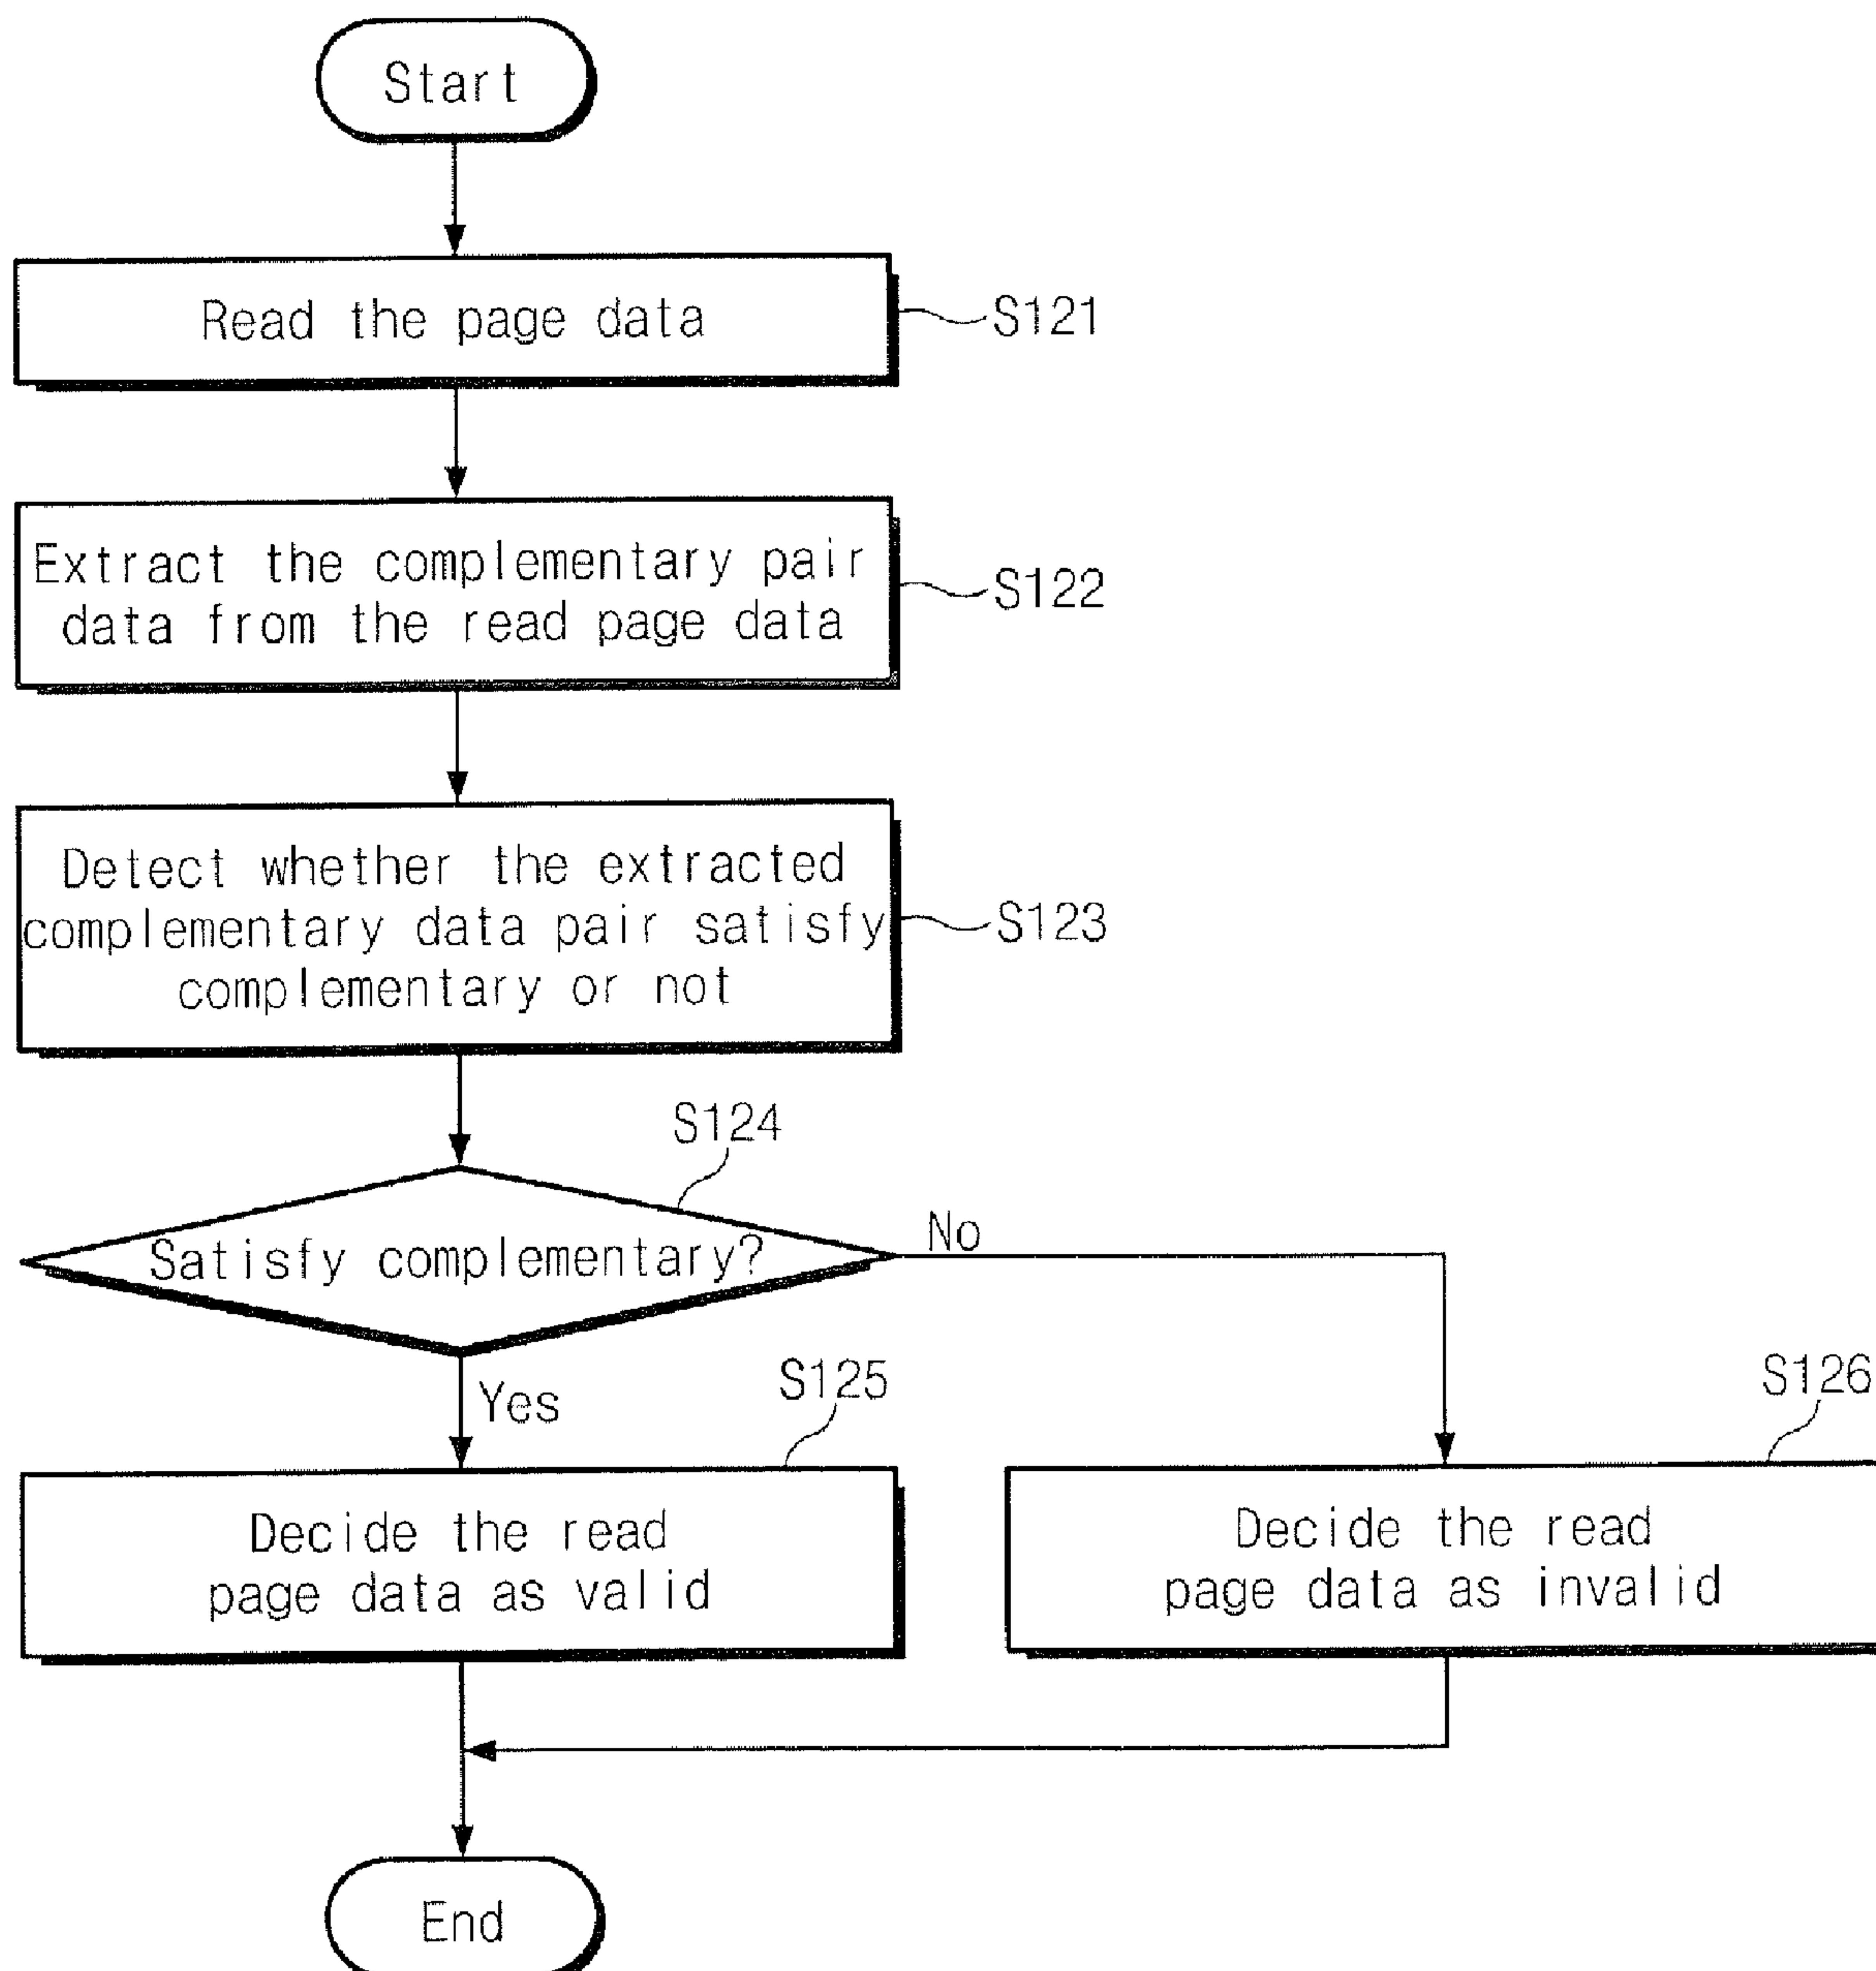 Start
Read the page data
S121
Extract the complementary pair
data from the read page data
S122
Detect whether the extracted
complementary data pair satisfy
complementary or not
S123
S124
Satisfy complementary?
No
Yes
S125
Decide the read
page data as valid
S126
Decide the read
page data as invalid
End